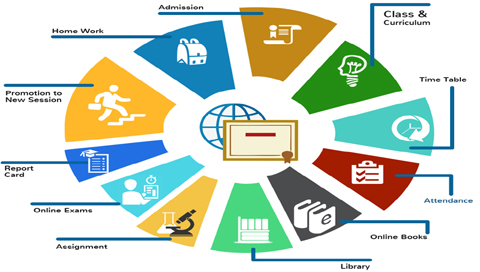 Admission
Class &
Curriculum
Home Work
Time Table
Promotion to
New Session
Report
Card
Attendance
Online Exams
Online Books
Assignment
Library
e